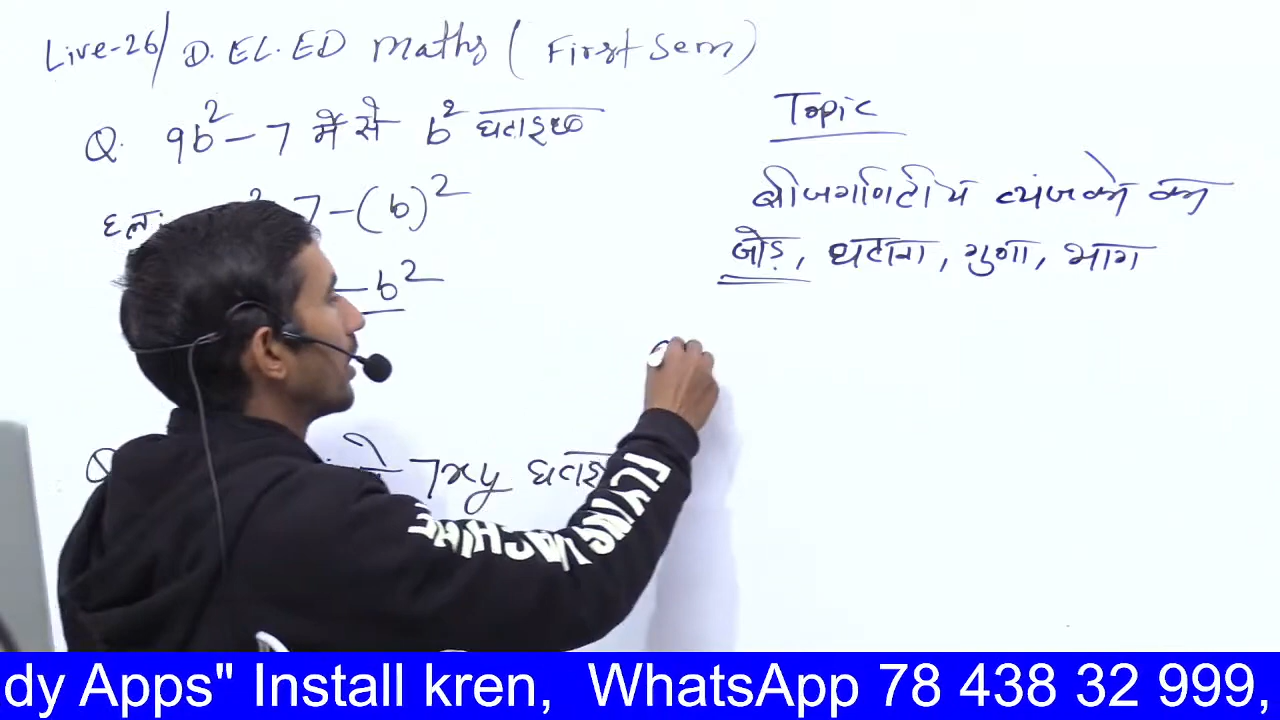 Live-26/ D.EL.ED Maths ( First Sem )
Q. 9b² - 7 में से b² घटाइए
हल: ² 7 - (b)²
- b²
Q 7xy घटाइ
Topic
बीजगणितीय व्यंजको का
जोड़, घटाना, गुणा, भाग
dy Apps" Install kren, WhatsApp 78 438 32 999,